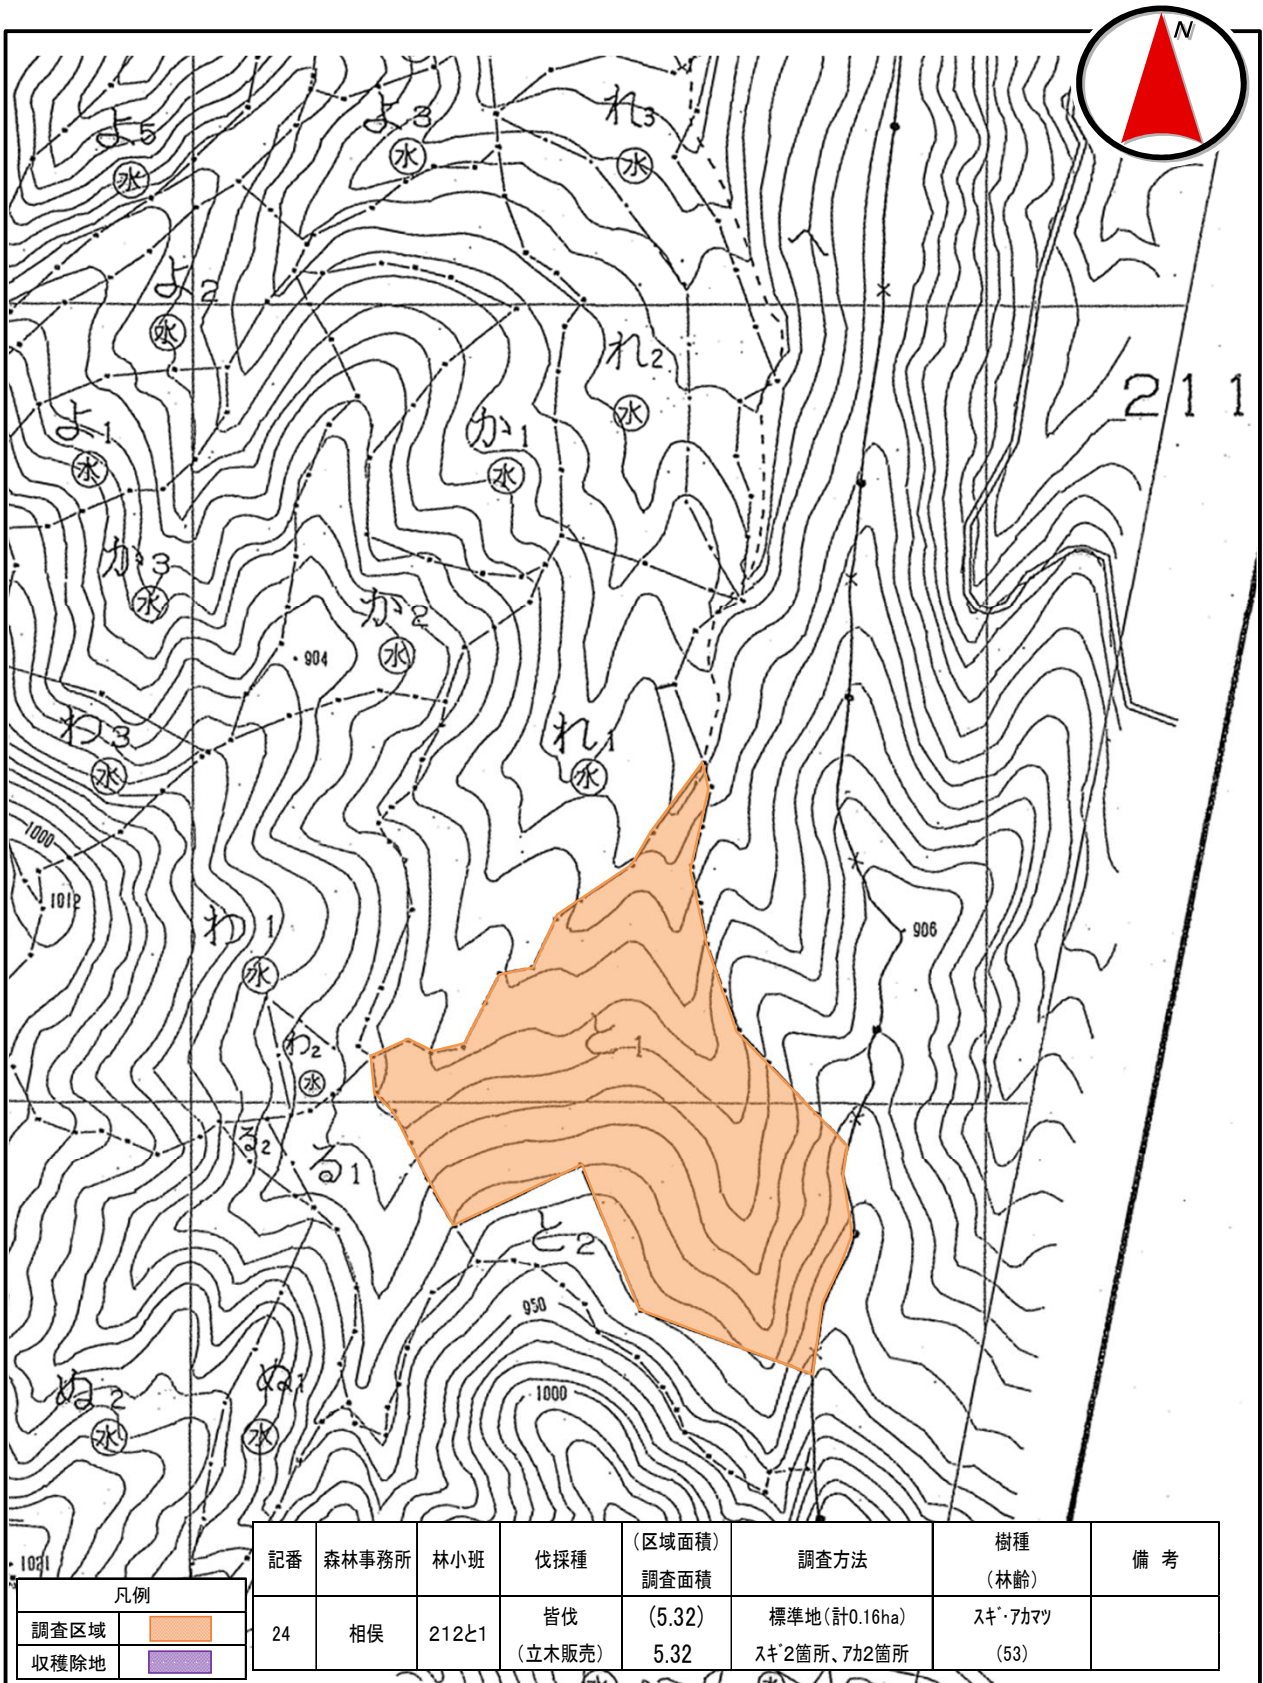 N
よ5
水
よ3
水
れ3
水
よ2
水
れ2
水
211
よ1
水
か1
水
か3
水
か2
水
904
わ3
水
れ1
水
1000
1012
わ1
水
906
わ2
水
と1
る2
る1
と2
950
ぬ2
水
ぬ1
水
1000
1021
凡例
調査区域
収穫除地
記番 森林事務所 林小班 伐採種 (区域面積) 調査面積 調査方法 樹種 (林齢) 備 考
24 相俣 212と1 皆伐 (立木販売) (5.32) 5.32 標準地(計0.16ha) スギ2箇所、アカ2箇所 スギ・アカマツ (53)